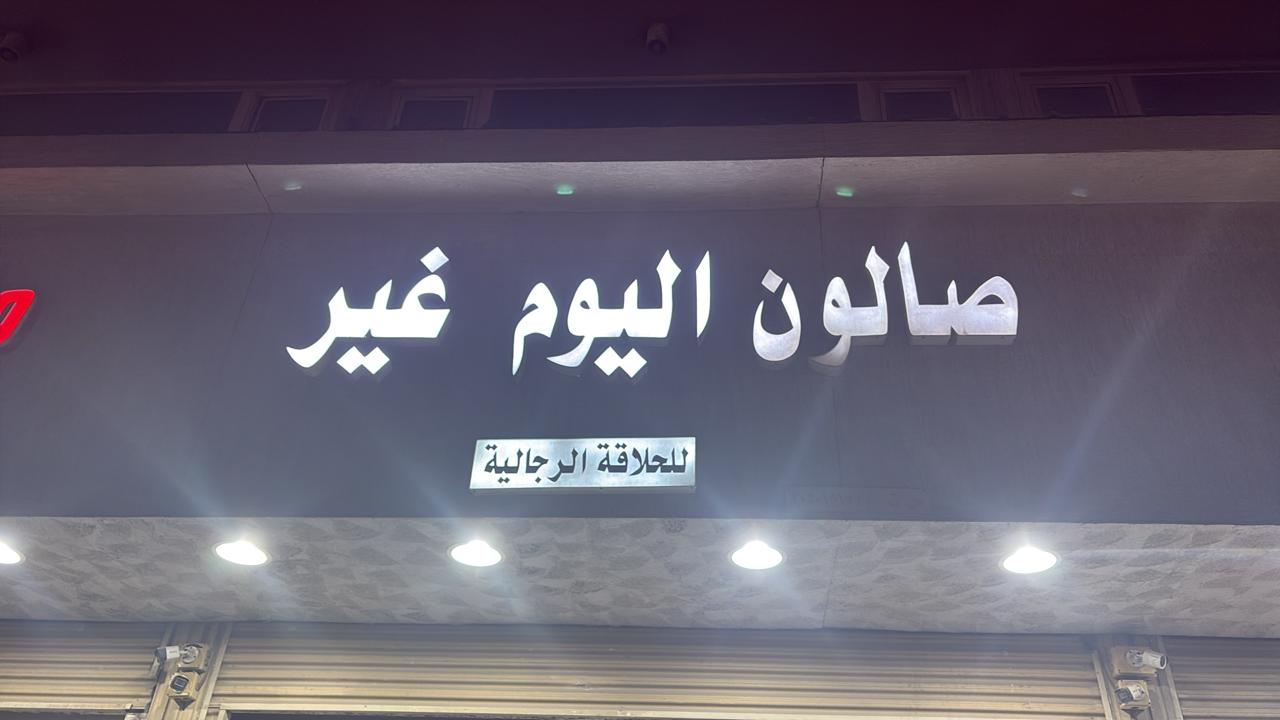 صالون اليوم غير
للحلاقة الرجالية